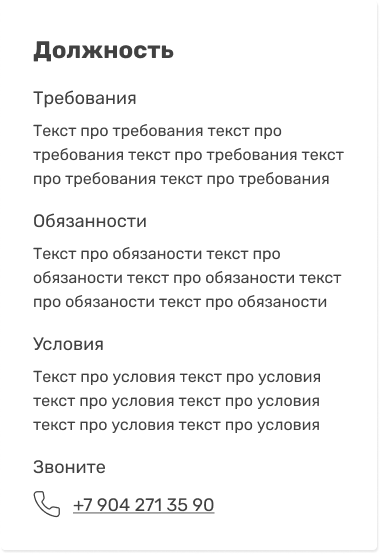 Должность
Требования
Текст про требования текст про
требования текст про требования текст
про требования текст про требования
Обязанности
Текст про обязаности текст про
обязаности текст про обязаности текст
про обязаности текст про обязаности
Условия
Текст про условия текст про условия
текст про условия текст про условия
текст про условия текст про условия
Звоните
+7 904 271 35 90